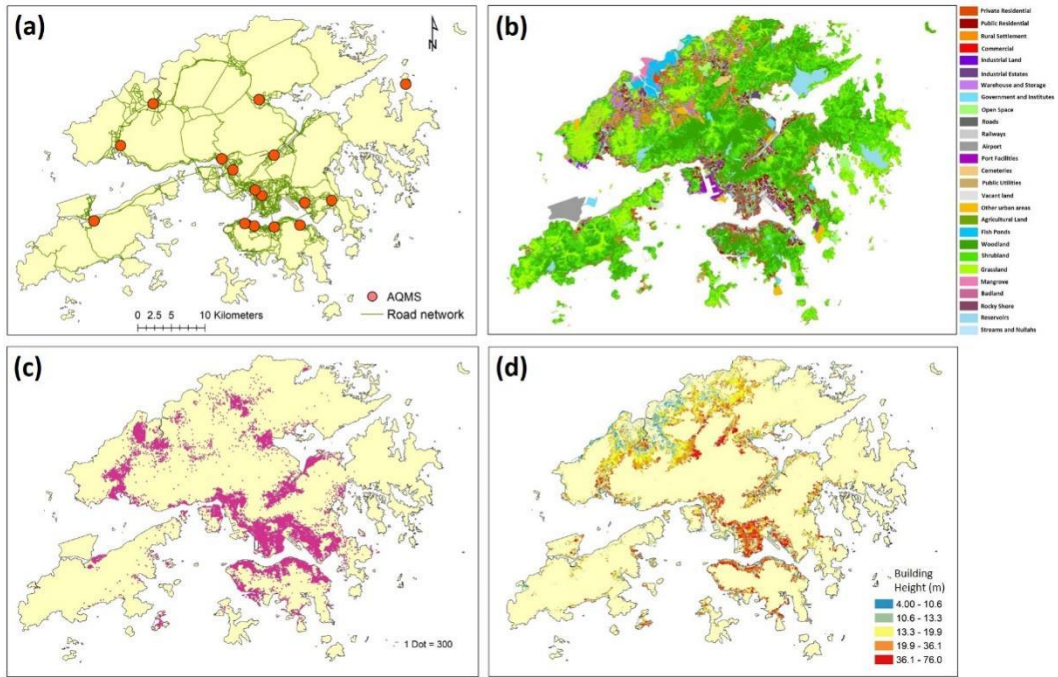 (a)
N
AQMS
Road network
0 2.5 5 10 Kilometers
(b)
Private Residential
Public Residential
Rural Settlement
Commercial
Industrial Land
Industrial Estates
Warehouse and Storage
Government and Institutes
Open Space
Roads
Railways
Airport
Port Facilities
Cemeteries
Public Utilities
Vacant land
Other urban areas
Agricultural Land
Fish Ponds
Woodland
Shrubland
Grassland
Mangrove
Badland
Rocky Shore
Reservoirs
Streams and Nullahs
(c)
1 Dot = 300
(d)
Building
Height (m)
4.00 - 10.6
10.6 - 13.3
13.3 - 19.9
19.9 - 36.1
36.1 - 76.0